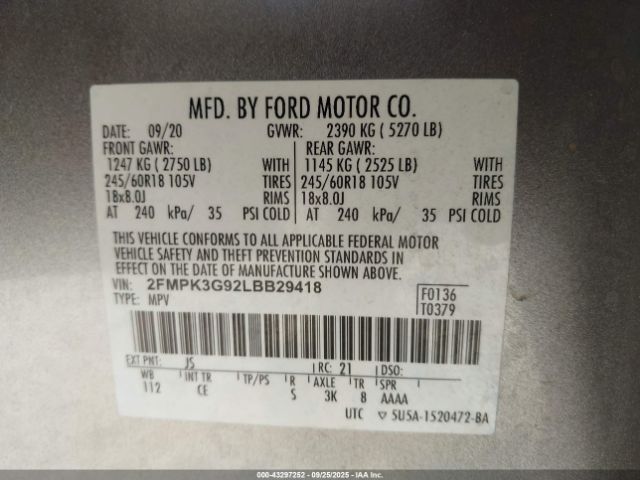 MFD. BY FORD MOTOR CO.
DATE: 09/20 GVWR: 2390 KG ( 5270 LB)
FRONT GAWR: REAR GAWR:
1247 KG ( 2750 LB) WITH 1145 KG ( 2525 LB) WITH
245/60R18 105V TIRES 245/60R18 105V TIRES
18x8.0J RIMS 18x8.0J RIMS
AT 240 kPa/ 35 PSI COLD AT 240 kPa/ 35 PSI COLD
THIS VEHICLE CONFORMS TO ALL APPLICABLE FEDERAL MOTOR
VEHICLE SAFETY AND THEFT PREVENTION STANDARDS IN
EFFECT ON THE DATE OF MANUFACTURE SHOWN ABOVE.
VIN: 2FMPK3G92LBB29418 F0136
TYPE: MPV T0379
EXT PNT: JS RC: 21 DSO:
WB INT TR TP/PS R AXLE TR SPR
112 CE S 3K 8 AAAA
UTC ▽ 5U5A-1520472-BA
000-43297252 - 09/25/2025 - IAAI.COM